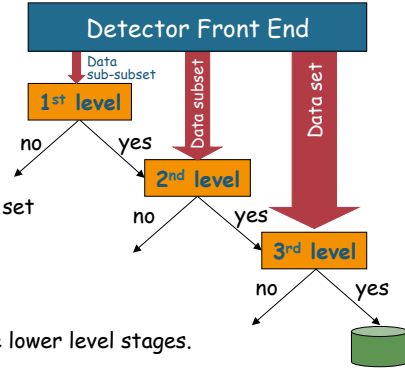 Detector Front End
Data
sub-subset
Data subset
Data set
1st level
no
yes
2nd level
set
no
yes
3rd level
no
yes
lower level stages.